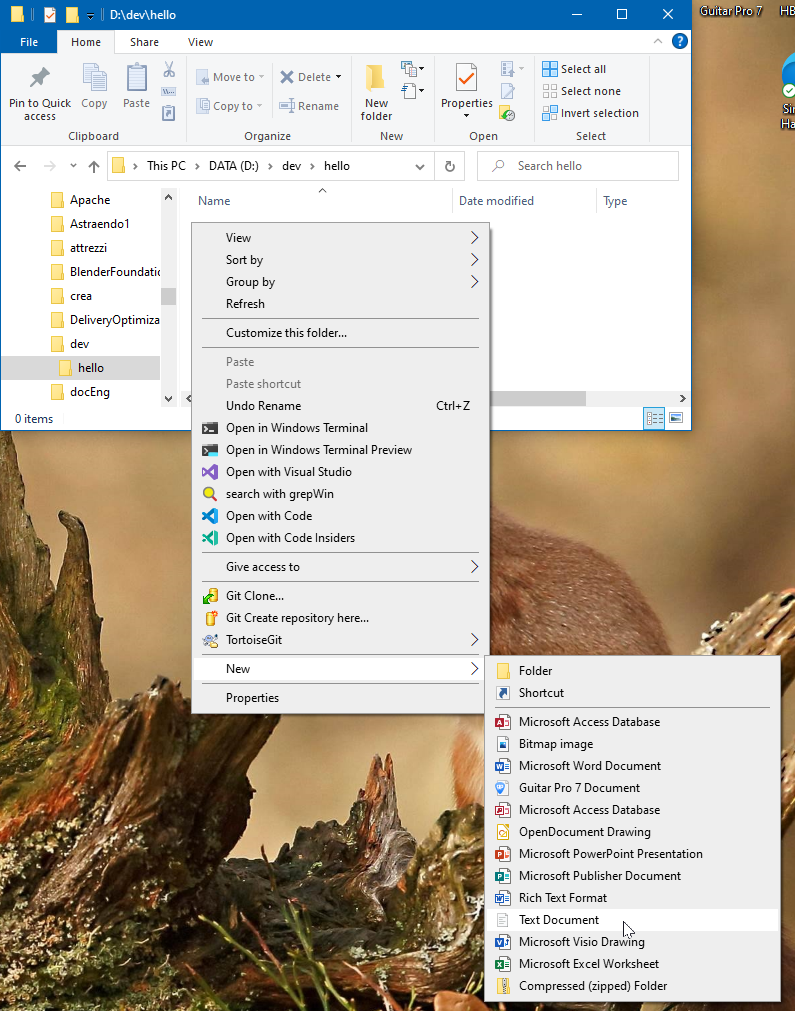 D:\dev\hello
Guitar Pro 7
HB
File Home Share View
Pin to Quick access
Copy
Paste
Move to
Copy to
Delete
Rename
New folder
Properties
Select all
Select none
Invert selection
Clipboard Organize New Open Select
This PC > DATA (D:) > dev > hello
Search hello
Name Date modified Type
Apache
Astraendo1
attrezzi
BlenderFoundatio
crea
DeliveryOptimiza
dev
hello
docEng
0 items
View
Sort by
Group by
Refresh
Customize this folder...
Paste
Paste shortcut
Undo Rename Ctrl+Z
Open in Windows Terminal
Open in Windows Terminal Preview
Open with Visual Studio
search with grepWin
Open with Code
Open with Code Insiders
Give access to
Git Clone...
Git Create repository here...
TortoiseGit
New
Properties
Folder
Shortcut
Microsoft Access Database
Bitmap image
Microsoft Word Document
Guitar Pro 7 Document
Microsoft Access Database
OpenDocument Drawing
Microsoft PowerPoint Presentation
Microsoft Publisher Document
Rich Text Format
Text Document
Microsoft Visio Drawing
Microsoft Excel Worksheet
Compressed (zipped) Folder